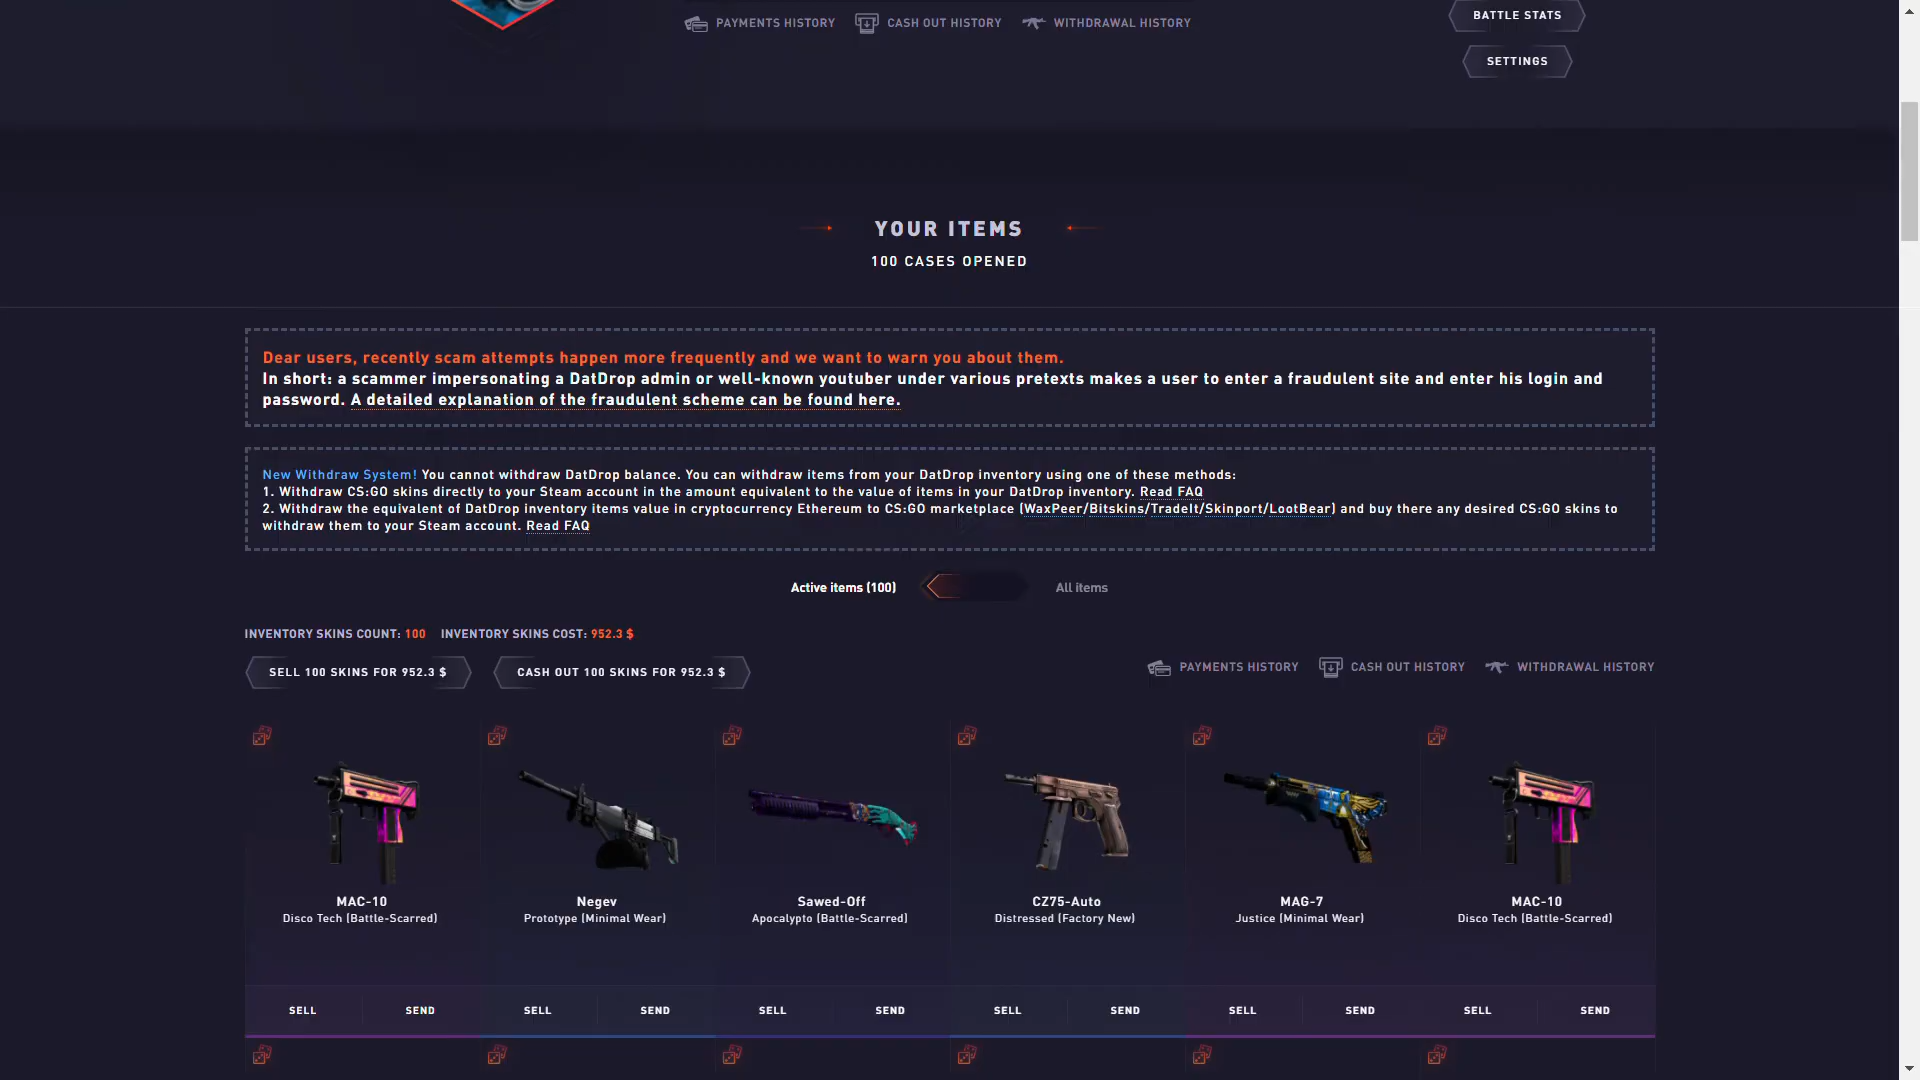 PAYMENTS HISTORY CASH OUT HISTORY WITHDRAWAL HISTORY
BATTLE STATS
SETTINGS
YOUR ITEMS
100 CASES OPENED
Dear users, recently scam attempts happen more frequently and we want to warn you about them.
In short: a scammer impersonating a DatDrop admin or well-known youtuber under various pretexts makes a user to enter a fraudulent site and enter his login and
password. A detailed explanation of the fraudulent scheme can be found here.
New Withdraw System! You cannot withdraw DatDrop balance. You can withdraw items from your DatDrop inventory using one of these methods:
1. Withdraw CS:GO skins directly to your Steam account in the amount equivalent to the value of items in your DatDrop inventory. Read FAQ
2. Withdraw the equivalent of DatDrop inventory items value in cryptocurrency Ethereum to CS:GO marketplace (WaxPeer/Bitskins/TradeIt/Skinport/LootBear) and buy there any desired CS:GO skins to
withdraw them to your Steam account. Read FAQ
Active items (100) All items
INVENTORY SKINS COUNT: 100 INVENTORY SKINS COST: 952.3 $
SELL 100 SKINS FOR 952.3 $ CASH OUT 100 SKINS FOR 952.3 $ PAYMENTS HISTORY CASH OUT HISTORY WITHDRAWAL HISTORY
MAC-10 Negev Sawed-Off CZ75-Auto MAG-7 MAC-10
Disco Tech (Battle-Scarred) Prototype (Minimal Wear) Apocalypto (Battle-Scarred) Distressed (Factory New) Justice (Minimal Wear) Disco Tech (Battle-Scarred)
SELL SEND SELL SEND SELL SEND SELL SEND SELL SEND SELL SEND